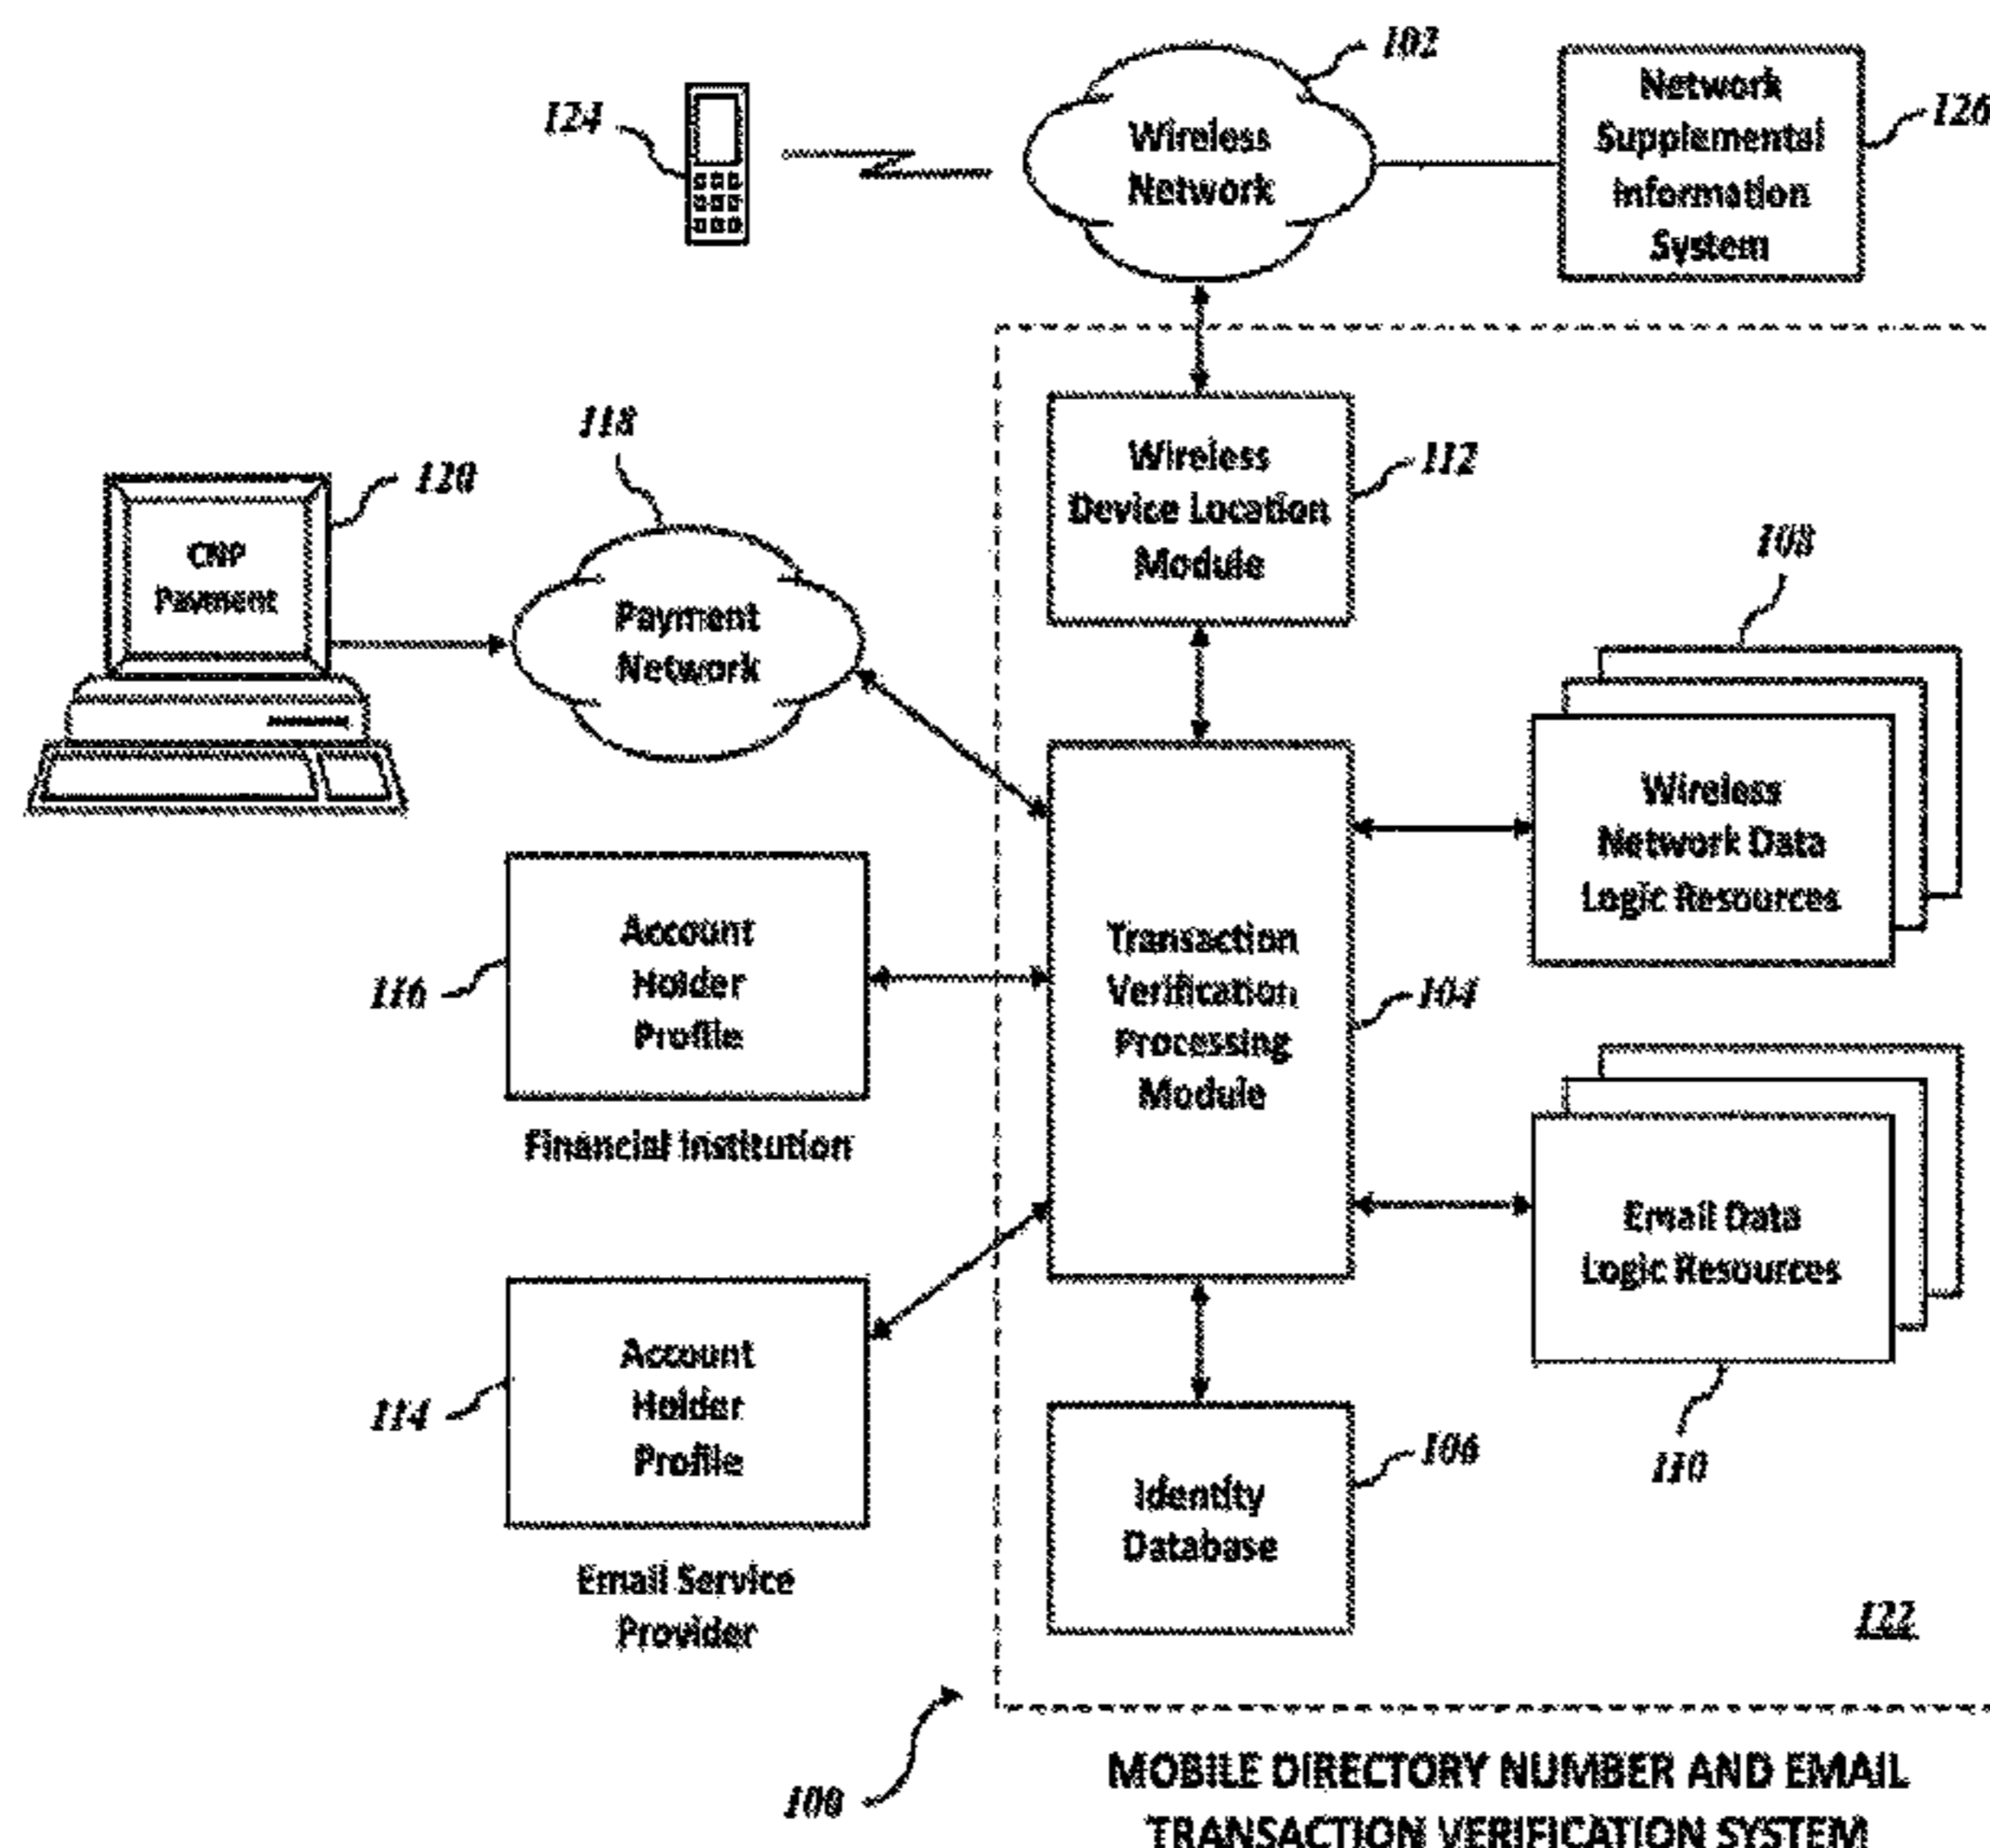 102
Network
Supplemental
Information
System
126
124
Wireless
Network
118
120
CNP
Payment
Payment
Network
Wireless
Device Location
Module
112
108
Wireless
Network Data
Logic Resources
116
Account
Holder
Profile
Financial Institution
Transaction
Verification
Processing
Module
104
Email Data
Logic Resources
110
114
Account
Holder
Profile
Email Service
Provider
Identity
Database
106
122
100
MOBILE DIRECTORY NUMBER AND EMAIL
TRANSACTION VERIFICATION SYSTEM